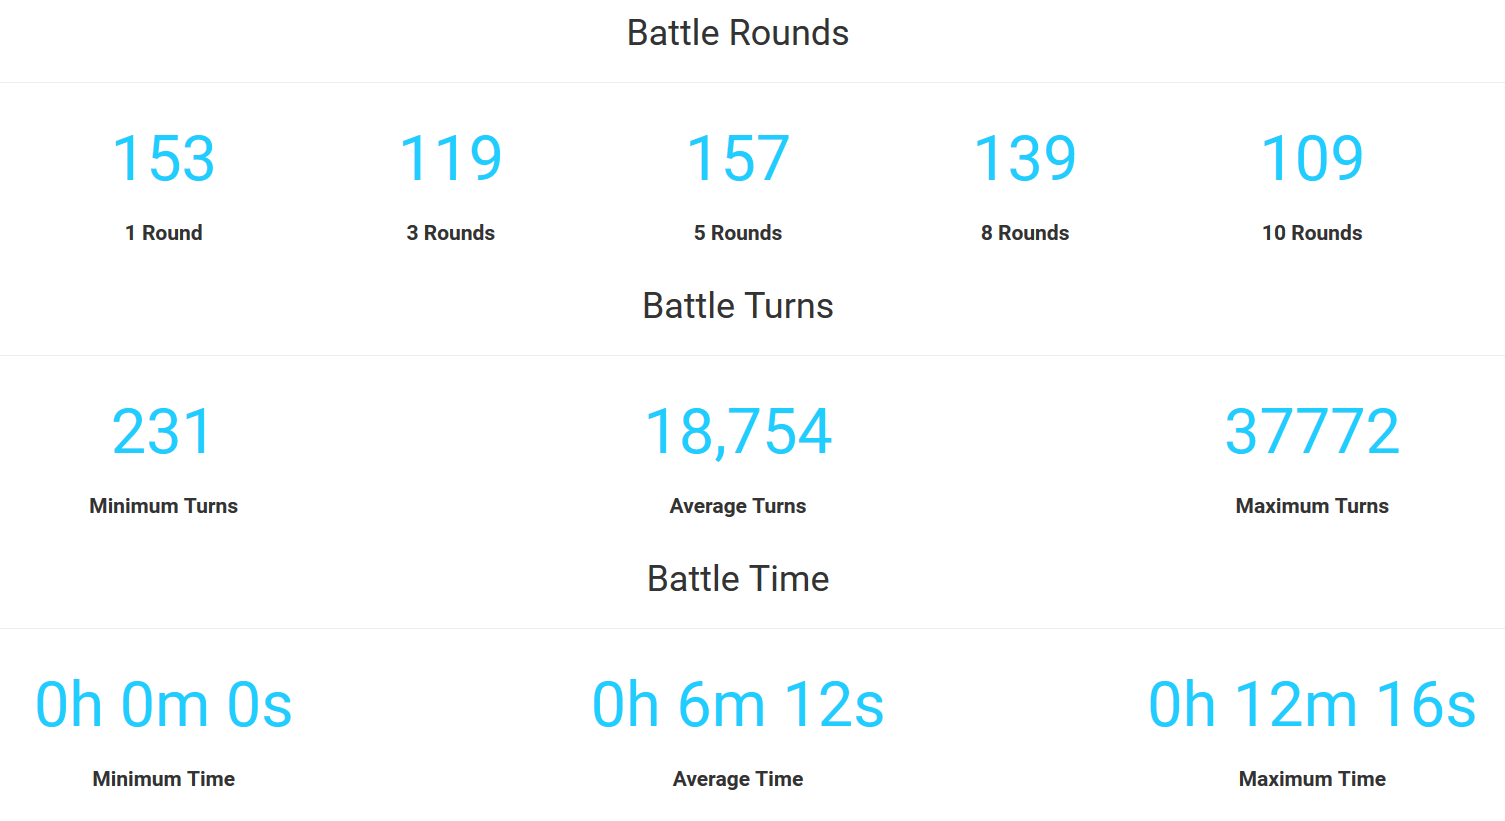 Battle Rounds
153 119 157 139 109
1 Round 3 Rounds 5 Rounds 8 Rounds 10 Rounds
Battle Turns
231 18,754 37772
Minimum Turns Average Turns Maximum Turns
Battle Time
0h 0m 0s 0h 6m 12s 0h 12m 16s
Minimum Time Average Time Maximum Time